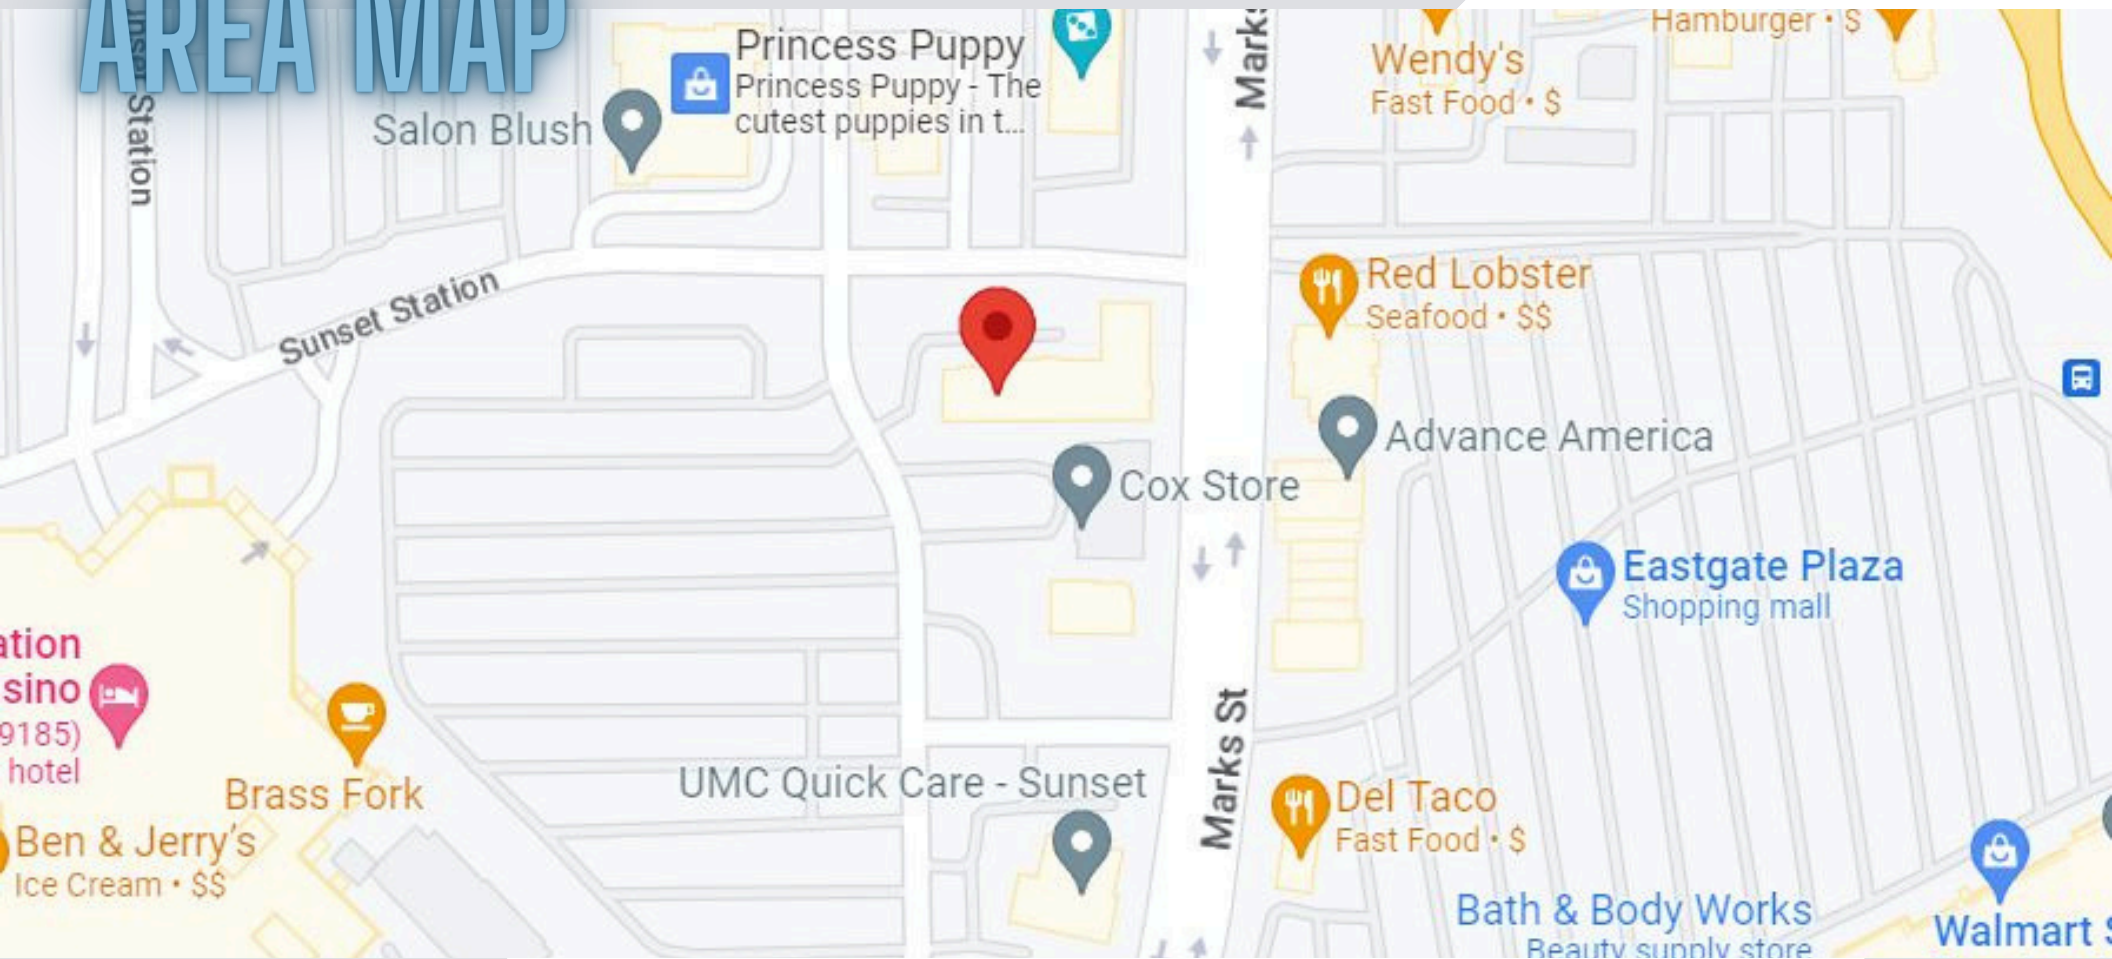 AREA MAP
Station
Princess Puppy
Princess Puppy - The
cutest puppies in t...
Salon Blush
Marks
Wendy's
Fast Food • $
Hamburger • $
Sunset Station
Red Lobster
Seafood • $$
Advance America
Cox Store
Eastgate Plaza
Shopping mall
ation
sino
9185)
hotel
Brass Fork
Ben & Jerry's
Ice Cream • $$
UMC Quick Care - Sunset
Marks St
Del Taco
Fast Food • $
Bath & Body Works
Beauty supply store
Walmart S